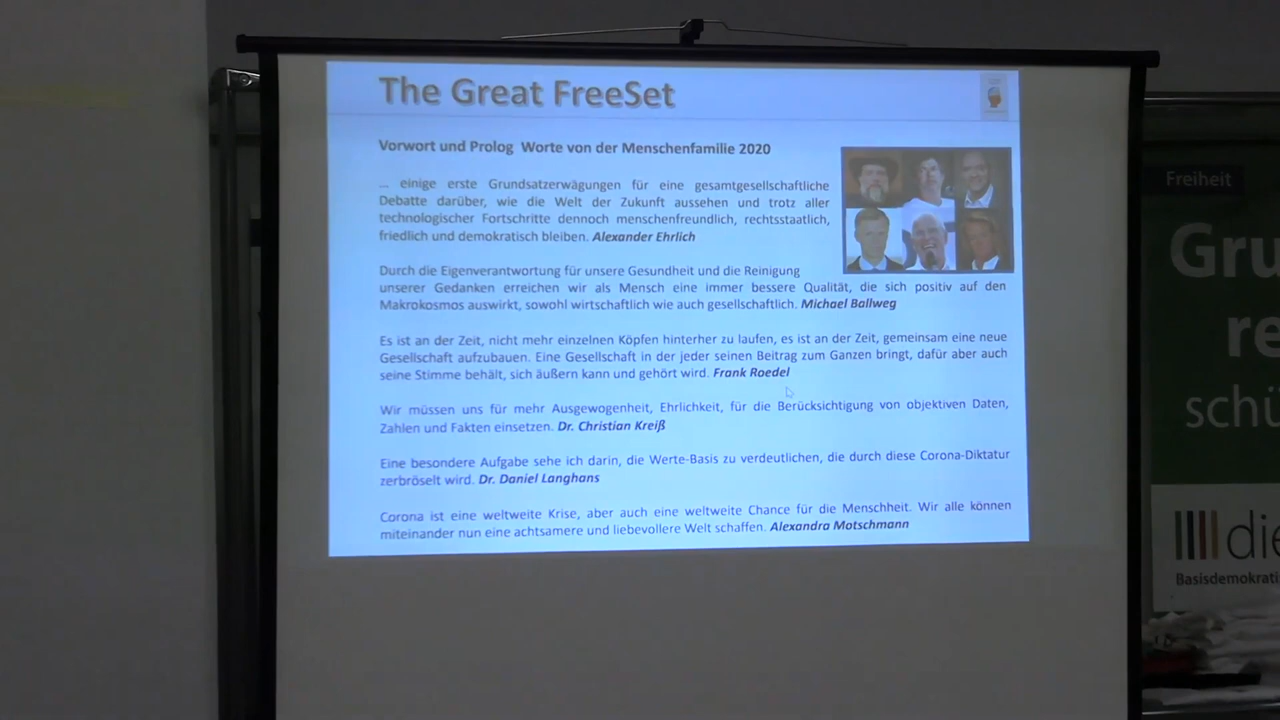 The Great FreeSet
Vorwort und Prolog Worte von der Menschenfamilie 2020
... einige erste Grundsatzerwägungen für eine gesamtgesellschaftliche
Debatte darüber, wie die Welt der Zukunft aussehen und trotz aller
technologischer Fortschritte dennoch menschenfreundlich, rechtsstaatlich,
friedlich und demokratisch bleiben. Alexander Ehrlich
Durch die Eigenverantwortung für unsere Gesundheit und die Reinigung
unserer Gedanken erreichen wir als Mensch eine immer bessere Qualität, die sich positiv auf den
Makrokosmos auswirkt, sowohl wirtschaftlich wie auch gesellschaftlich. Michael Ballweg
Es ist an der Zeit, nicht mehr einzelnen Köpfen hinterher zu laufen, es ist an der Zeit, gemeinsam eine neue
Gesellschaft aufzubauen. Eine Gesellschaft in der jeder seinen Beitrag zum Ganzen bringt, dafür aber auch
seine Stimme behält, sich äußern kann und gehört wird. Frank Roedel
Wir müssen uns für mehr Ausgewogenheit, Ehrlichkeit, für die Berücksichtigung von objektiven Daten,
Zahlen und Fakten einsetzen. Dr. Christian Kreiß
Eine besondere Aufgabe sehe ich darin, die Werte-Basis zu verdeutlichen, die durch diese Corona-Diktatur
zerbröselt wird. Dr. Daniel Langhans
Corona ist eine weltweite Krise, aber auch eine weltweite Chance für die Menschheit. Wir alle können
miteinander nun eine achtsamere und liebevollere Welt schaffen. Alexandra Motschmann
Freiheit
Gru
re
schü
die
Basisdemokrati